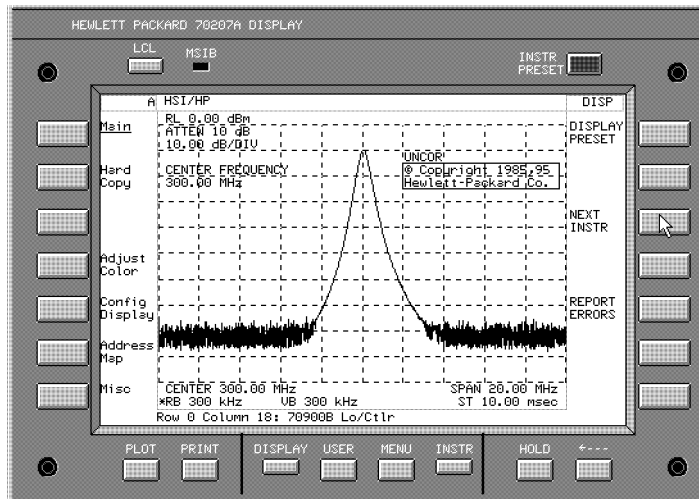 HEWLETT PACKARD 70207A DISPLAY
LCL
MSIB
INSTR
PRESET
A HSI/HP
DISP
Main
RL 0.00 dBm
ATTEN 10 dB
10.00 dB/DIV
DISPLAY
PRESET
UNCOR
Hard
Copy
CENTER FREQUENCY
300.00 MHz
© Copyright 1985,95
Hewlett-Packard Co.
NEXT
INSTR
Adjust
Color
Config
Display
REPORT
ERRORS
Address
Map
Misc
CENTER 300.00 MHz
SPAN 20.00 MHz
*RB 300 kHz
VB 300 kHz
ST 10.00 msec
Row 0 Column 18: 70900B Lo/Ctlr
PLOT
PRINT
DISPLAY
USER
MENU
INSTR
HOLD
←---